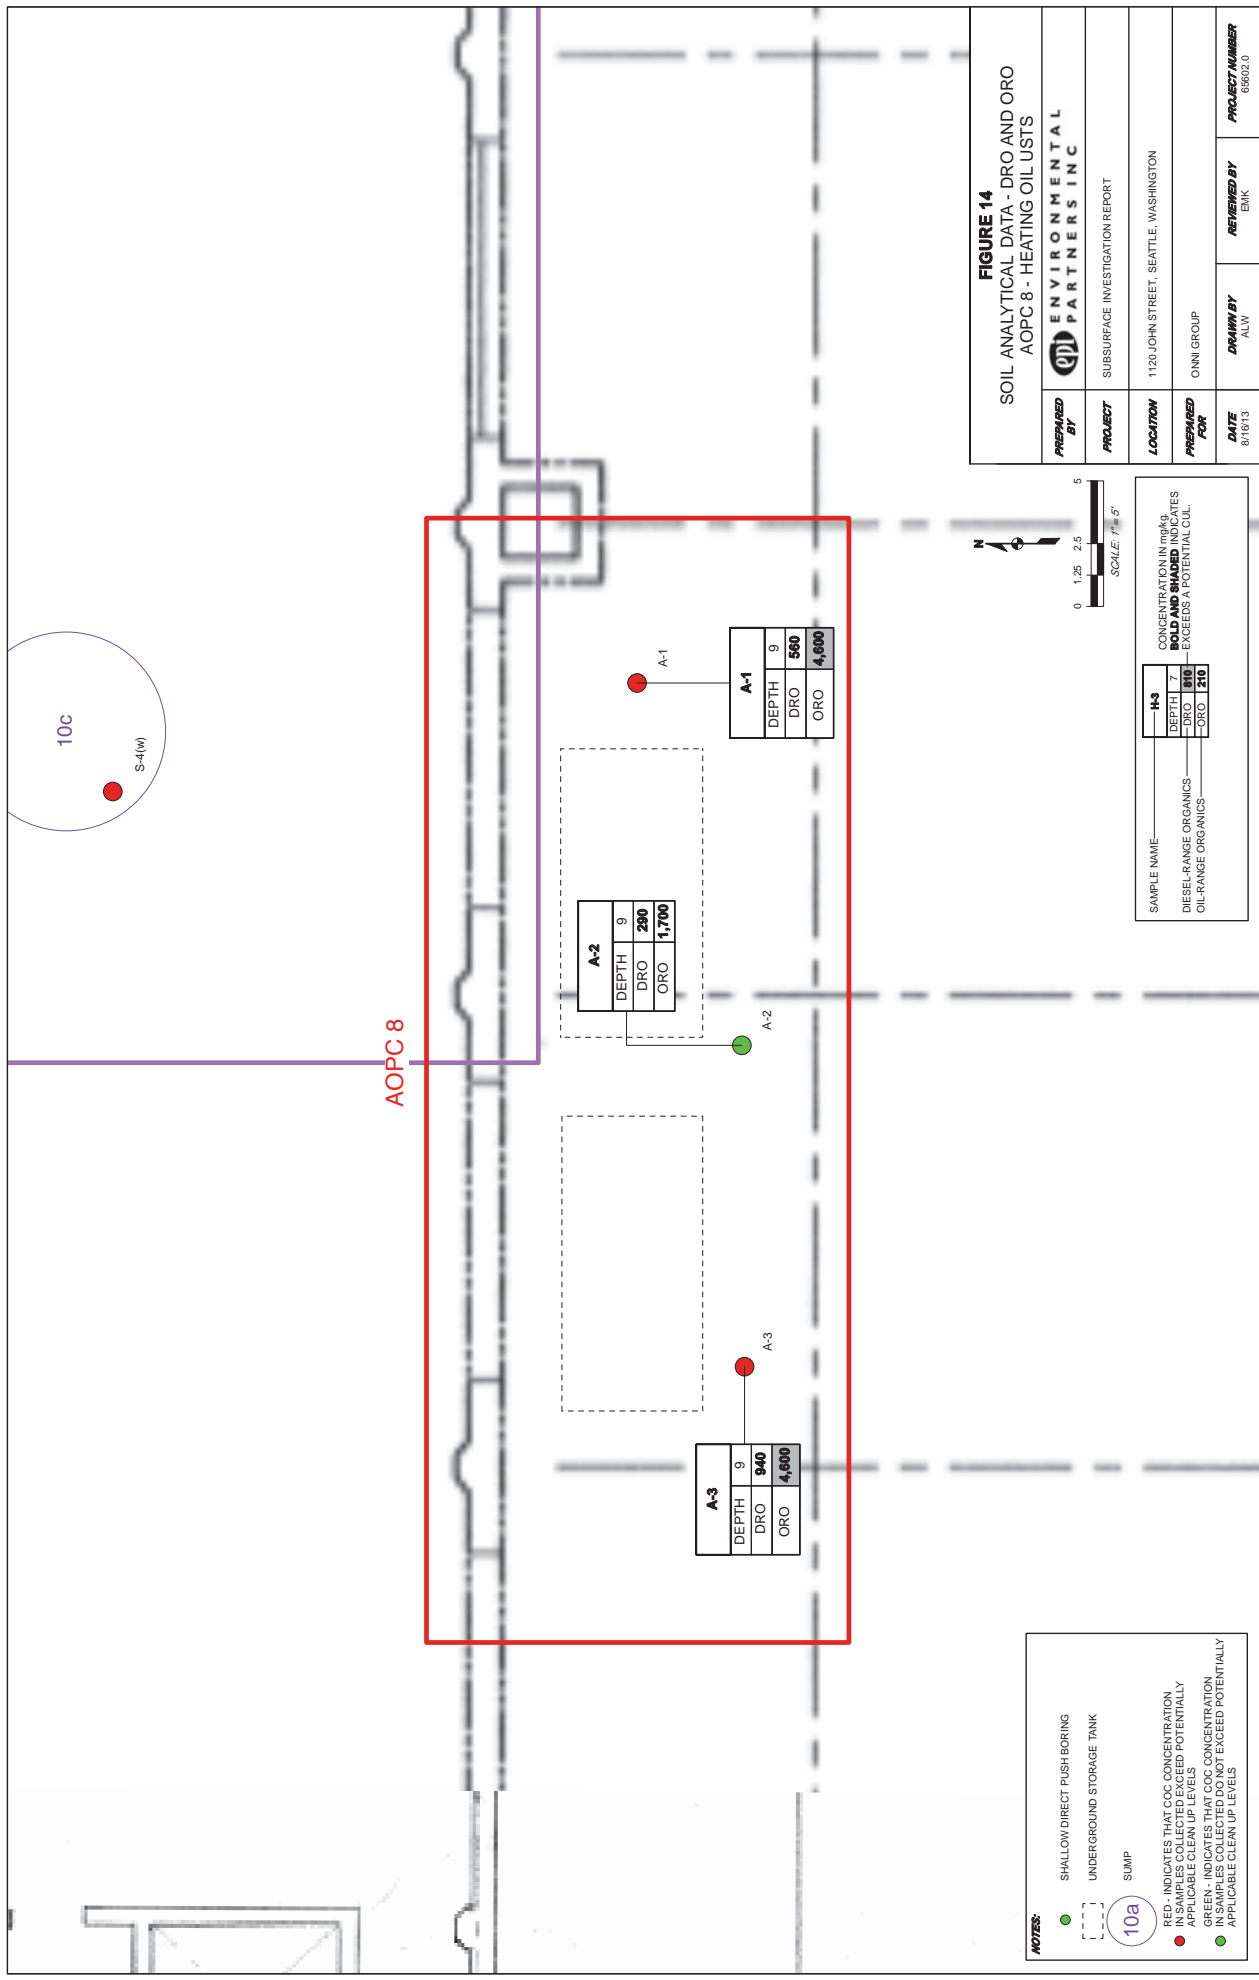 10c
S-4(w)
AOPC 8
A-3
DEPTH 9
DRO 940
ORO 4,600
A-3
A-2
DEPTH 9
DRO 290
ORO 1,700
A-2
A-1
DEPTH 9
DRO 560
ORO 4,600
A-1
NOTES:
SHALLOW DIRECT PUSH BORING
UNDERGROUND STORAGE TANK
10a
SUMP
RED - INDICATES THAT COC CONCENTRATION
IN SAMPLES COLLECTED EXCEED POTENTIALLY
APPLICABLE CLEAN UP LEVELS
GREEN - INDICATES THAT COC CONCENTRATION
IN SAMPLES COLLECTED DO NOT EXCEED POTENTIALLY
APPLICABLE CLEAN UP LEVELS
SAMPLE NAME
H-3
DEPTH 7
DIESEL-RANGE ORGANICS
DRO 810
OIL-RANGE ORGANICS
ORO 210
CONCENTRATION IN mg/kg.
BOLD AND SHADED INDICATES
EXCEEDS A POTENTIAL CUL.
N
0 1.25 2.5 5
SCALE: 1" = 5'
FIGURE 14
SOIL ANALYTICAL DATA - DRO AND ORO
AOPC 8 - HEATING OIL USTS
PREPARED BY
epi ENVIRONMENTAL
PARTNERS INC
PROJECT
SUBSURFACE INVESTIGATION REPORT
LOCATION
1120 JOHN STREET, SEATTLE, WASHINGTON
PREPARED FOR
ONNI GROUP
DATE
8/16/13
DRAWN BY
ALW
REVIEWED BY
EMK
PROJECT NUMBER
65602.0